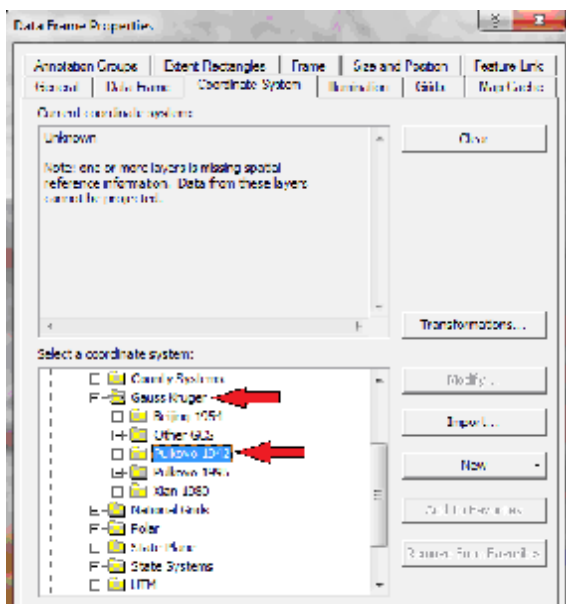 Data Frame Properties
Annotation Groups Extent Rectangles Frame Size and Position Feature Link
General Data Frame Coordinate System Illumination Grids Map Cache
Current coordinate system:
Unknown
Clear
Note: one or more layers is missing spatial
reference information. Data from these layers
cannot be projected.
Transformations...
Select a coordinate system:
County Systems
Modify...
Gauss Kruger
Beijing 1954
Import...
Other GCS
Pulkovo 1942
New
Pulkovo 1995
Xian 1980
National Grids
Add To Favorites
Polar
State Plane
Remove From Favorites
State Systems
UTM